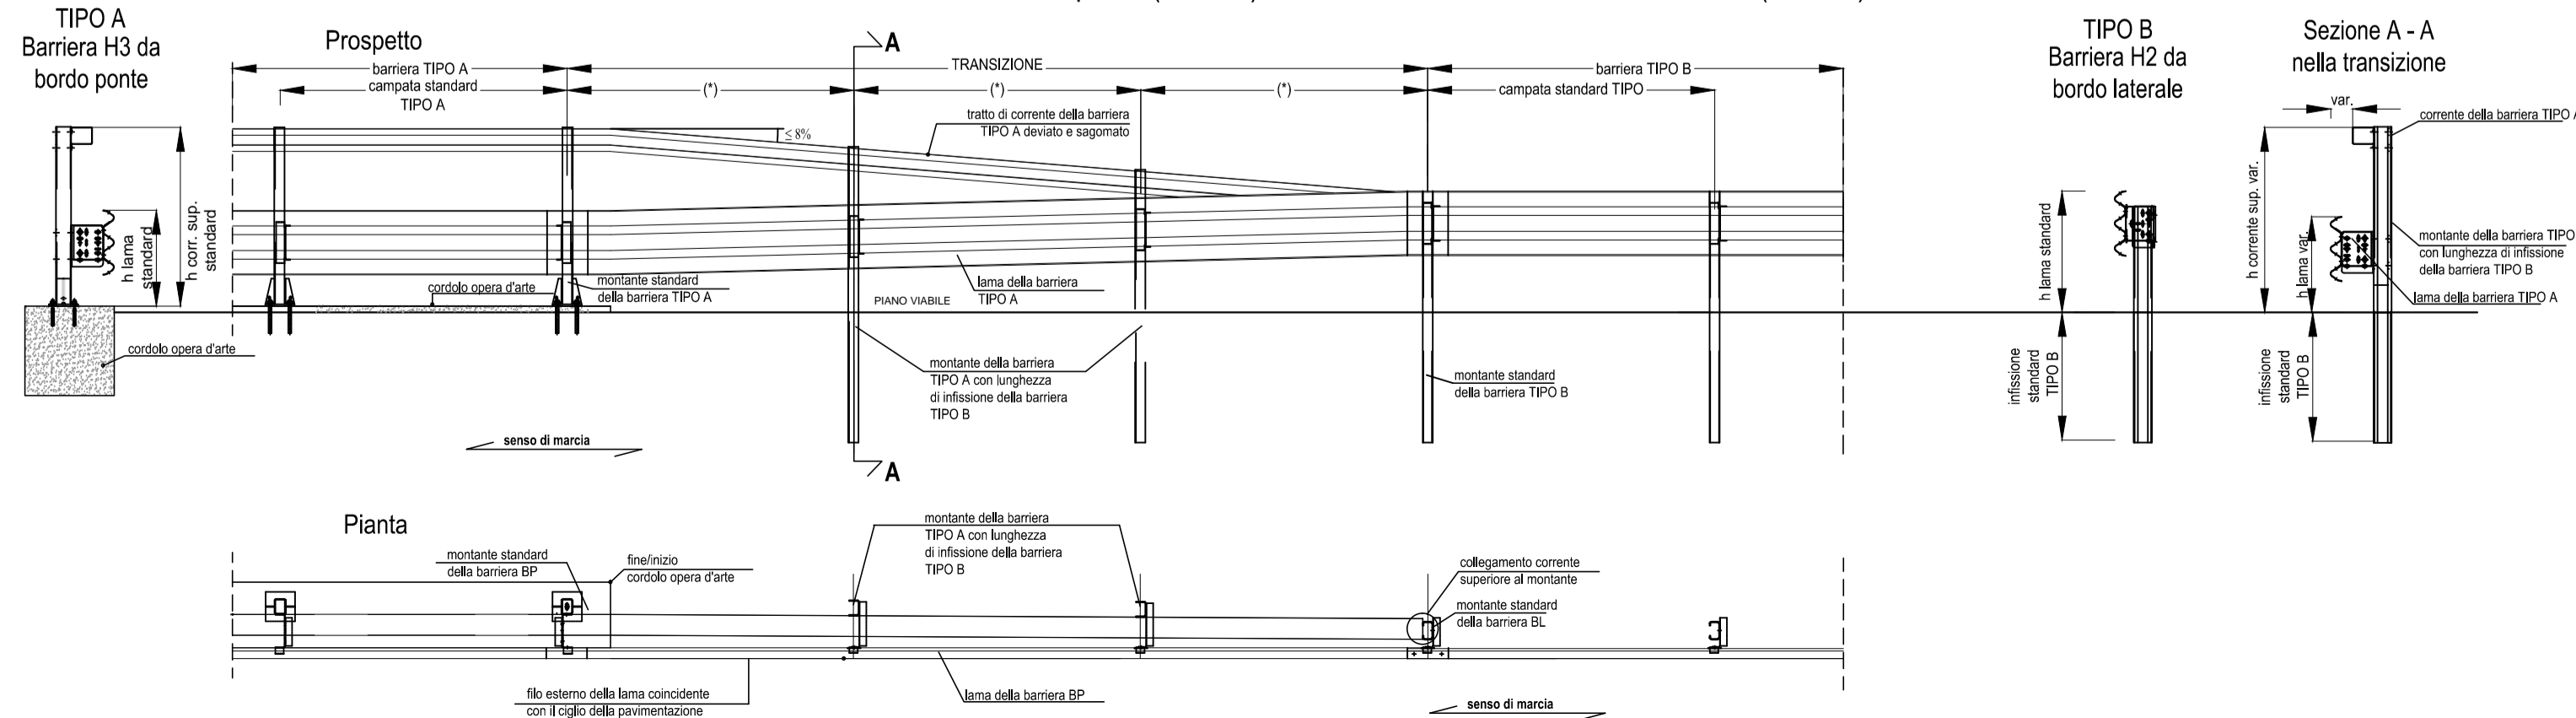 TIPO A
Barriera H3 da
bordo ponte
Prospetto
A
TIPO B
Barriera H2 da
bordo laterale
Sezione A - A
nella transizione
barriera TIPO A
TRANSIZIONE
barriera TIPO B
campata standard
TIPO A
(*)
(*)
(*)
campata standard TIPO
var.
≤ 8%
tratto di corrente della barriera
TIPO A deviato e sagomato
corrente della barriera TIPO
h lama
standard
h corr. sup.
standard
h lama standard
h corrente sup. var.
h lama var.
montante della barriera TIPO
con lunghezza di infissione
della barriera TIPO B
lama della barriera TIPO A
cordolo opera d'arte
montante standard
della barriera TIPO A
PIANO VIABILE
lama della barriera
TIPO A
cordolo opera d'arte
montante della barriera
TIPO A con lunghezza
di infissione della barriera
TIPO B
montante standard
della barriera TIPO B
infissione
standard
TIPO B
infissione
standard
TIPO B
senso di marcia
A
Pianta
montante standard
della barriera BP
fine/inizio
cordolo opera d'arte
montante della barriera
TIPO A con lunghezza
di infissione della barriera
TIPO B
collegamento corrente
superiore al montante
montante standard
della barriera BL
filo esterno della lama coincidente
con il ciglio della pavimentazione
lama della barriera BP
senso di marcia